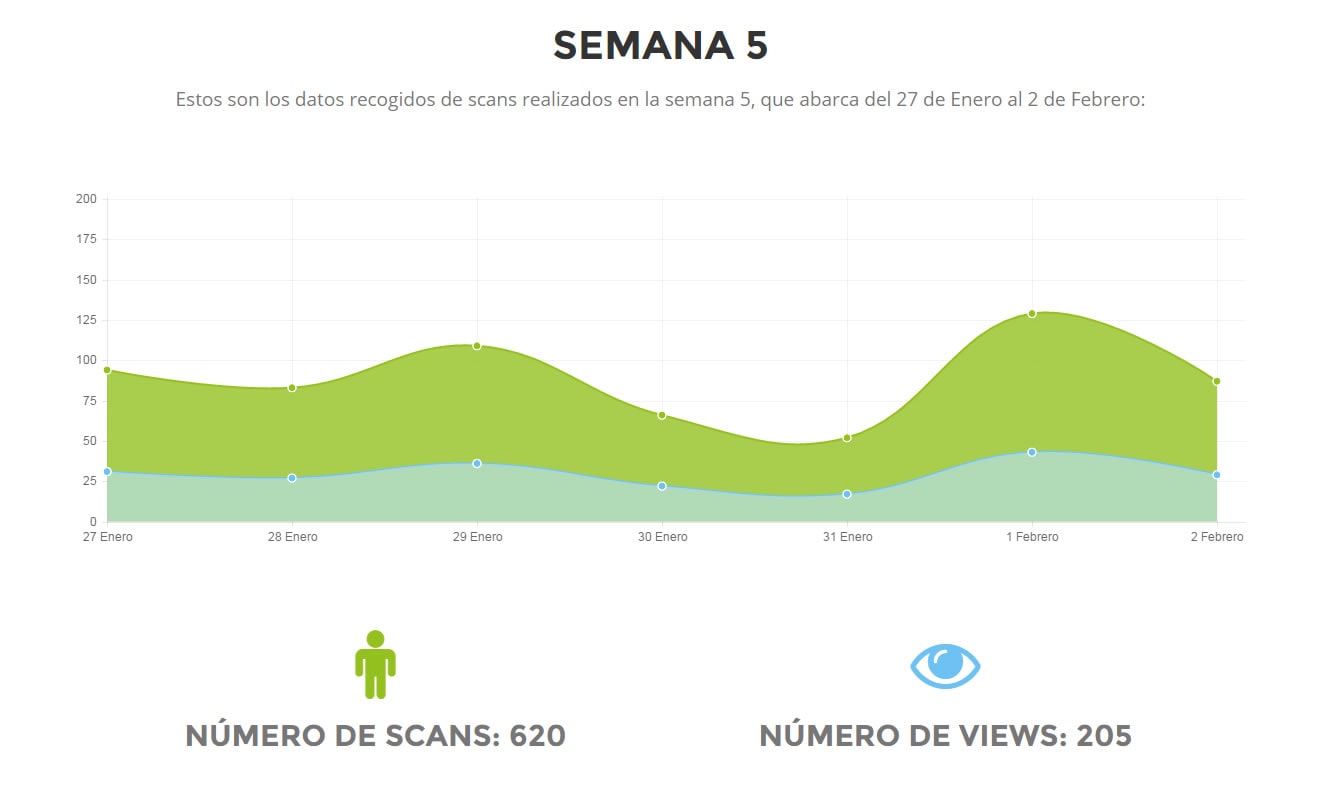 SEMANA 5
Estos son los datos recogidos de scans realizados en la semana 5, que abarca del 27 de Enero al 2 de Febrero:
200
175
150
125
100
75
50
25
0
27 Enero 28 Enero 29 Enero 30 Enero 31 Enero 1 Febrero 2 Febrero
NÚMERO DE SCANS: 620 NÚMERO DE VIEWS: 205